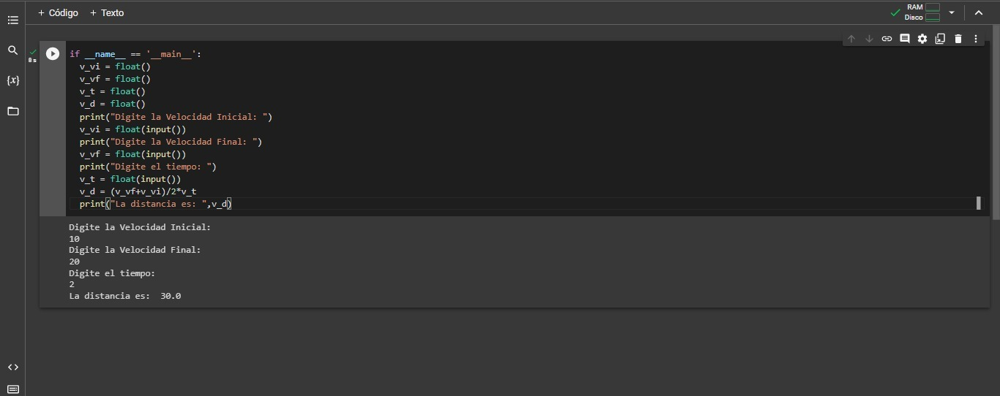 + Código + Texto
RAM
Disco
{x}
8 s
if __name__ == '__main__':
  v_vi = float()
  v_vf = float()
  v_t = float()
  v_d = float()
  print("Digite la Velocidad Inicial: ")
  v_vi = float(input())
  print("Digite la Velocidad Final: ")
  v_vf = float(input())
  print("Digite el tiempo: ")
  v_t = float(input())
  v_d = (v_vf+v_vi)/2*v_t
  print("La distancia es: ",v_d)
Digite la Velocidad Inicial:
10
Digite la Velocidad Final:
20
Digite el tiempo:
2
La distancia es:  30.0